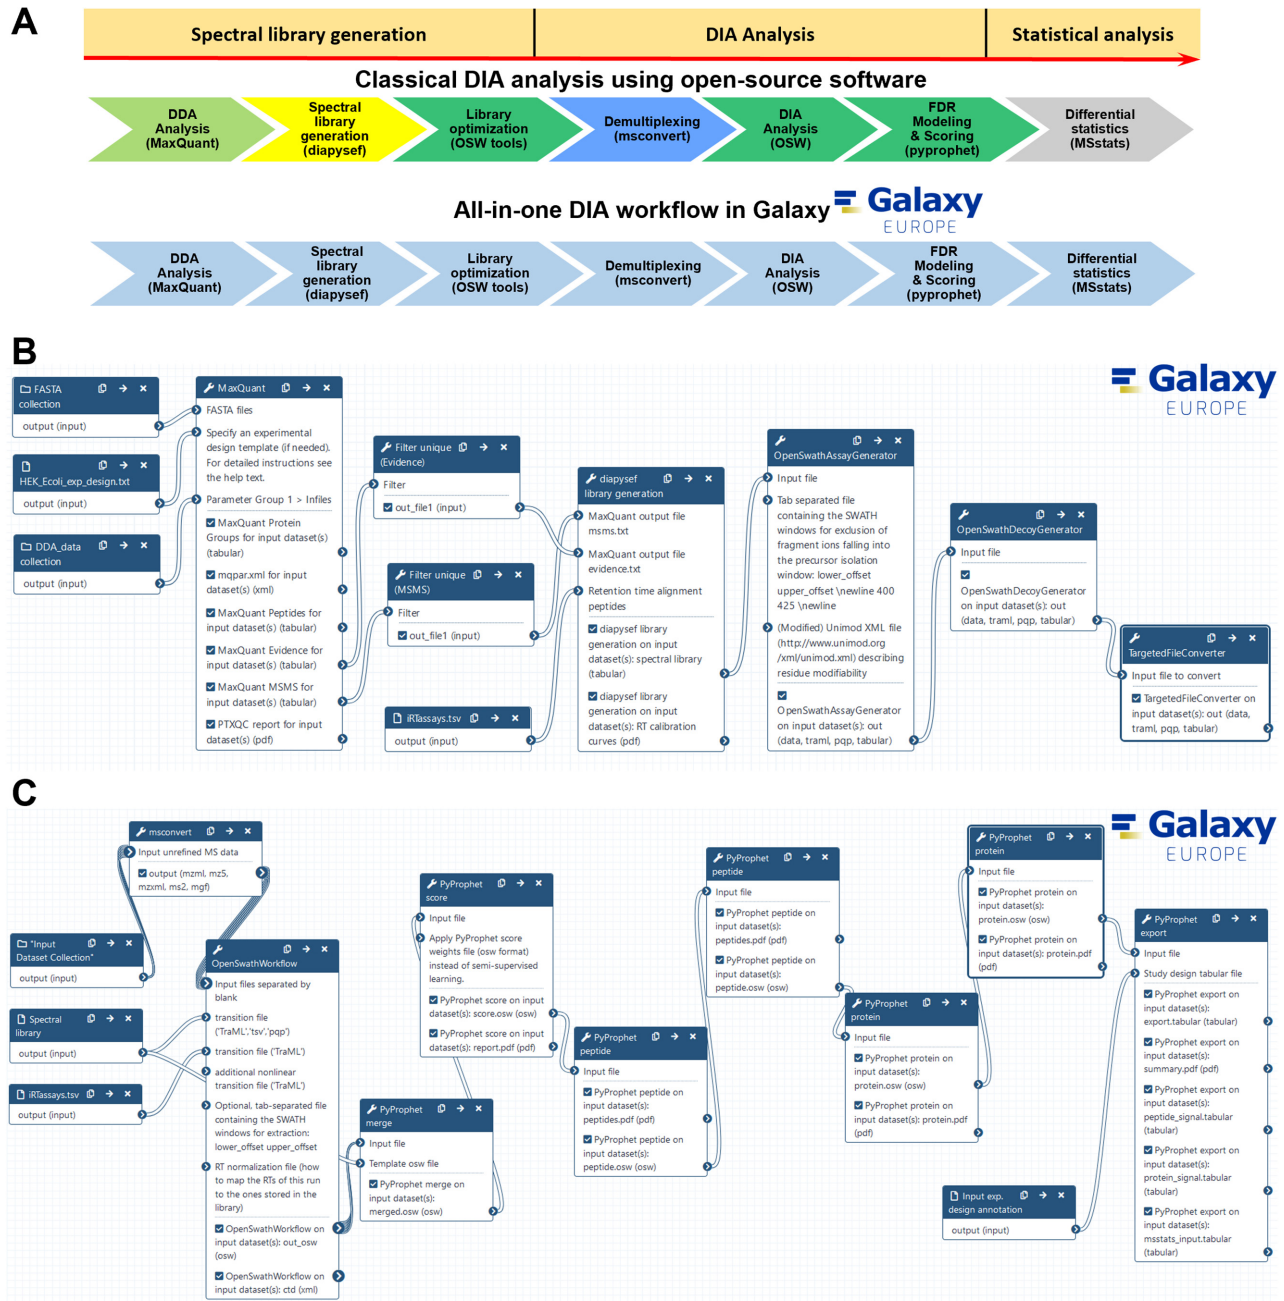 A
Spectral library generation
DIA Analysis
Statistical analysis
Classical DIA analysis using open-source software
DDA
Analysis
(MaxQuant)
Spectral
library
generation
(diapysef)
Library
optimization
(OSW tools)
Demultiplexing
(msconvert)
DIA
Analysis
(OSW)
FDR
Modeling
& Scoring
(pyprophet)
Differential
statistics
(MSstats)
All-in-one DIA workflow in Galaxy
Galaxy
EUROPE
DDA
Analysis
(MaxQuant)
Spectral
library
generation
(diapysef)
Library
optimization
(OSW tools)
Demultiplexing
(msconvert)
DIA
Analysis
(OSW)
FDR
Modeling
& Scoring
(pyprophet)
Differential
statistics
(MSstats)
B
Galaxy
EUROPE
FASTA
collection
output (input)
HEK_Ecoli_exp_design.txt
output (input)
DDA_data
collection
output (input)
MaxQuant
FASTA files
Specify an experimental
design template (if needed).
For detailed instructions see
the help text.
Parameter Group 1 > Infiles
MaxQuant Protein
Groups for input dataset(s)
(tabular)
mqpar.xml for input
dataset(s) (xml)
MaxQuant Peptides for
input dataset(s) (tabular)
MaxQuant Evidence for
input dataset(s) (tabular)
MaxQuant MSMS for
input dataset(s) (tabular)
PTXQC report for input
dataset(s) (pdf)
Filter unique
(Evidence)
Filter
out_file1 (input)
Filter unique
(MSMS)
Filter
out_file1 (input)
iRTassays.tsv
output (input)
diapysef
library generation
MaxQuant output file
msms.txt
MaxQuant output file
evidence.txt
Retention time alignment
peptides
diapysef library
generation on input
dataset(s): spectral library
(tabular)
diapysef library
generation on input
dataset(s): RT calibration
curves (pdf)
OpenSwathAssayGenerator
Input file
Tab separated file
containing the SWATH
windows for exclusion of
fragment ions falling into
the precursor isolation
window: lower_offset
upper_offset \newline 400
425 \newline
(Modified) Unimod XML file
(http://www.unimod.org
/xml/unimod.xml) describing
residue modifiability
OpenSwathAssayGenerator
on input dataset(s): out
(data, traml, pqp, tabular)
OpenSwathDecoyGenerator
Input file
OpenSwathDecoyGenerator
on input dataset(s): out
(data, traml, pqp, tabular)
TargetedFileConverter
Input file to convert
TargetedFileConverter on
input dataset(s): out (data,
traml, pqp, tabular)
C
Galaxy
EUROPE
msconvert
Input unrefined MS data
output (mzml, mz5,
mzxml, ms2, mgf)
"Input
Dataset Collection"
output (input)
Spectral
library
output (input)
iRTassays.tsv
output (input)
OpenSwathWorkflow
Input files separated by
blank
transition file
('TraML','tsv','pqp')
transition file ('TraML')
additional nonlinear
transition file ('TraML')
Optional, tab-separated file
containing the SWATH
windows for extraction:
lower_offset upper_offset
RT normalization file (how
to map the RTs of this run
to the ones stored in the
library)
OpenSwathWorkflow on
input dataset(s): out_osw
(osw)
OpenSwathWorkflow on
input dataset(s): ctd (xml)
PyProphet
merge
Input file
Template osw file
PyProphet merge on
input dataset(s):
merged.osw (osw)
PyProphet
score
Input file
Apply PyProphet score
weights file (osw format)
instead of semi-supervised
learning.
PyProphet score on input
dataset(s): score.osw (osw)
PyProphet score on input
dataset(s): report.pdf (pdf)
PyProphet
peptide
Input file
PyProphet peptide on
input dataset(s):
peptides.pdf (pdf)
PyProphet peptide on
input dataset(s):
peptide.osw (osw)
PyProphet
peptide
Input file
PyProphet peptide on
input dataset(s):
peptides.pdf (pdf)
PyProphet peptide on
input dataset(s):
peptide.osw (osw)
PyProphet
protein
Input file
PyProphet protein on
input dataset(s):
protein.osw (osw)
PyProphet protein on
input dataset(s): protein.pdf
(pdf)
PyProphet
protein
Input file
PyProphet protein on
input dataset(s):
protein.osw (osw)
PyProphet protein on
input dataset(s): protein.pdf
(pdf)
Input exp.
design annotation
output (input)
PyProphet
export
Input file
Study design tabular file
PyProphet export on
input dataset(s):
export.tabular (tabular)
PyProphet export on
input dataset(s):
summary.pdf (pdf)
PyProphet export on
input dataset(s):
peptide_signal.tabular
(tabular)
PyProphet export on
input dataset(s):
protein_signal.tabular
(tabular)
PyProphet export on
input dataset(s):
msstats_input.tabular
(tabular)